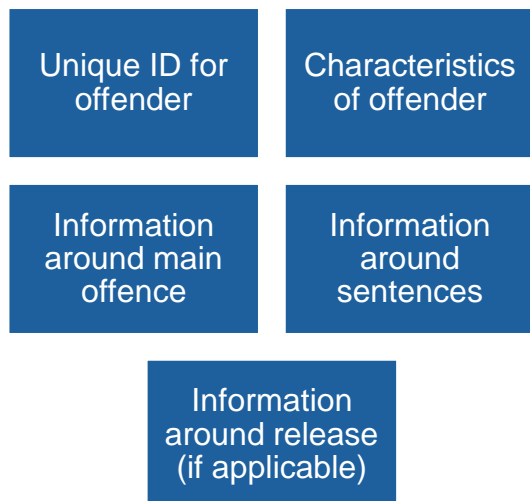 Unique ID for
offender
Characteristics
of offender
Information
around main
offence
Information
around
sentences
Information
around release
(if applicable)